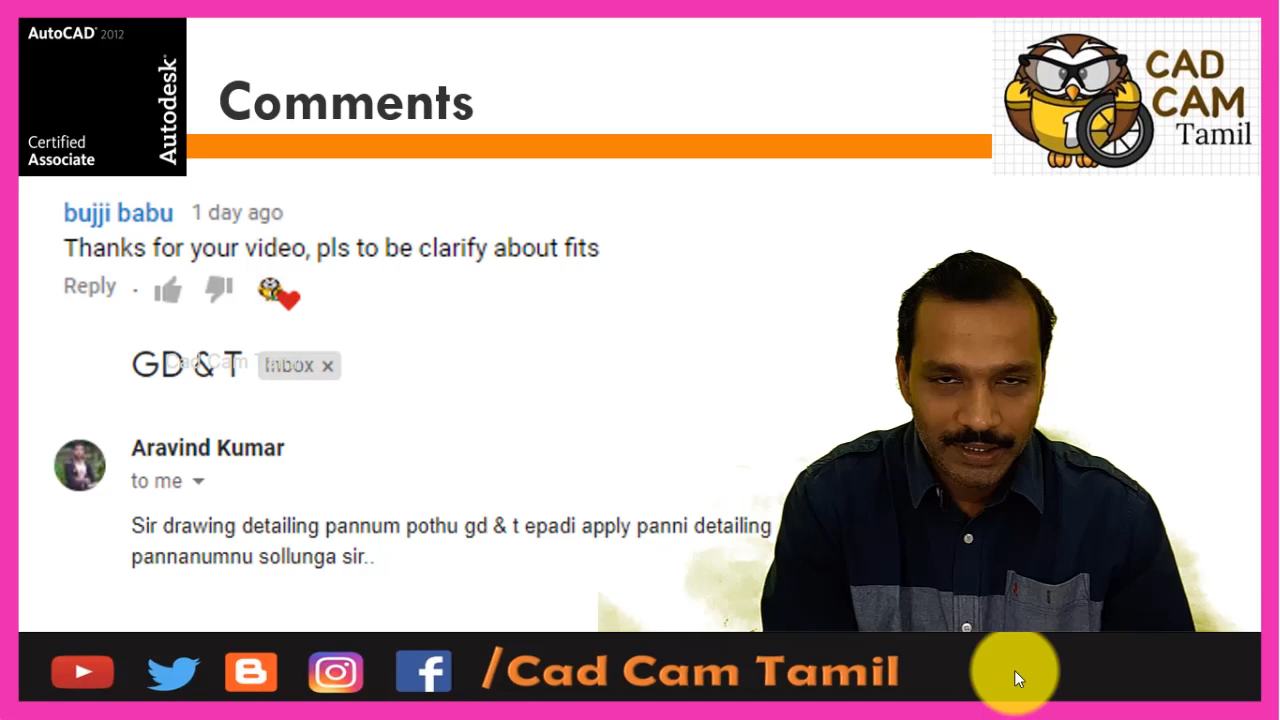 AutoCAD® 2012
Autodesk®
Certified
Associate
Comments
CAD
CAM
Tamil
bujji babu 1 day ago
Thanks for your video, pls to be clarify about fits
Reply
GD & T Inbox ×
Cad Cam
Aravind Kumar
to me
Sir drawing detailing pannum pothu gd & t epadi apply panni detailing
pannanumnu sollunga sir..
/Cad Cam Tamil